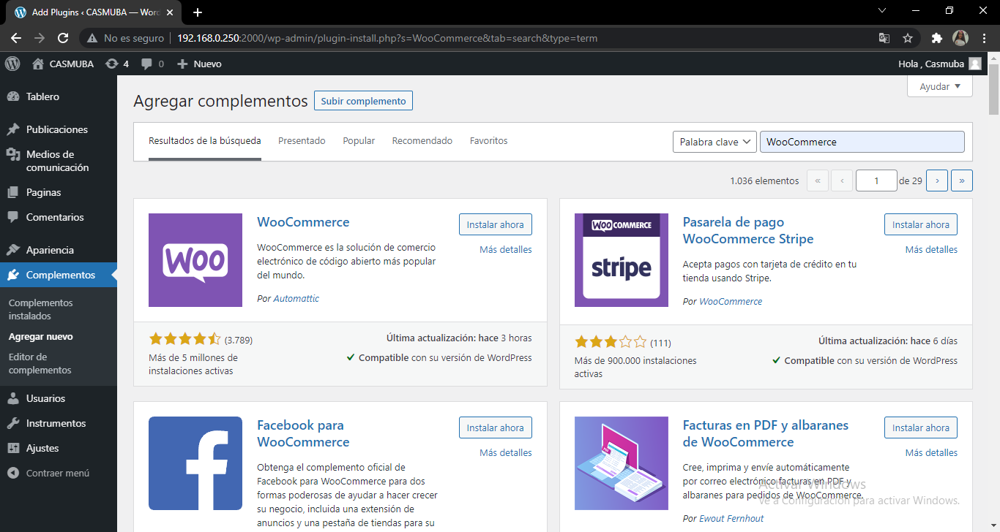 Add Plugins ‹ CASMUBA — Word
No es seguro 192.168.0.250:2000/wp-admin/plugin-install.php?s=WooCommerce&tab=search&type=term
CASMUBA 4 0 Nuevo Hola , Casmuba
Tablero
Publicaciones
Medios de
comunicación
Paginas
Comentarios
Apariencia
Complementos
Complementos
instalados
Agregar nuevo
Editor de
complementos
Usuarios
Instrumentos
Ajustes
Contraer menú
Ayudar
Agregar complementos Subir complemento
Resultados de la búsqueda Presentado Popular Recomendado Favoritos Palabra clave WooCommerce
1.036 elementos « ‹ 1 de 29 › »
WOO
WooCommerce
Instalar ahora
Más detalles
WooCommerce es la solución de comercio
electrónico de código abierto más popular
del mundo.
Por Automattic
(3.789)
Más de 5 millones de
instalaciones activas
Última actualización: hace 3 horas
Compatible con su versión de WordPress
WOO COMMERCE
stripe
Pasarela de pago
WooCommerce Stripe
Instalar ahora
Más detalles
Acepta pagos con tarjeta de crédito en tu
tienda usando Stripe.
Por WooCommerce
(111)
Más de 900.000 instalaciones
activas
Última actualización: hace 6 días
Compatible con su versión de WordPress
Facebook para
WooCommerce
Instalar ahora
Más detalles
Obtenga el complemento oficial de
Facebook para WooCommerce para dos
formas poderosas de ayudar a hacer crecer
su negocio, incluida una extensión de
anuncios y una pestaña de tiendas para su
Facturas en PDF y albaranes
de WooCommerce
Instalar ahora
Más detalles
Cree, imprima y envíe automáticamente
por correo electrónico facturas en PDF y
albaranes para pedidos de WooCommerce.
Por Ewout Fernhout
Activar Windows
Ve a Configuración para activar Windows.